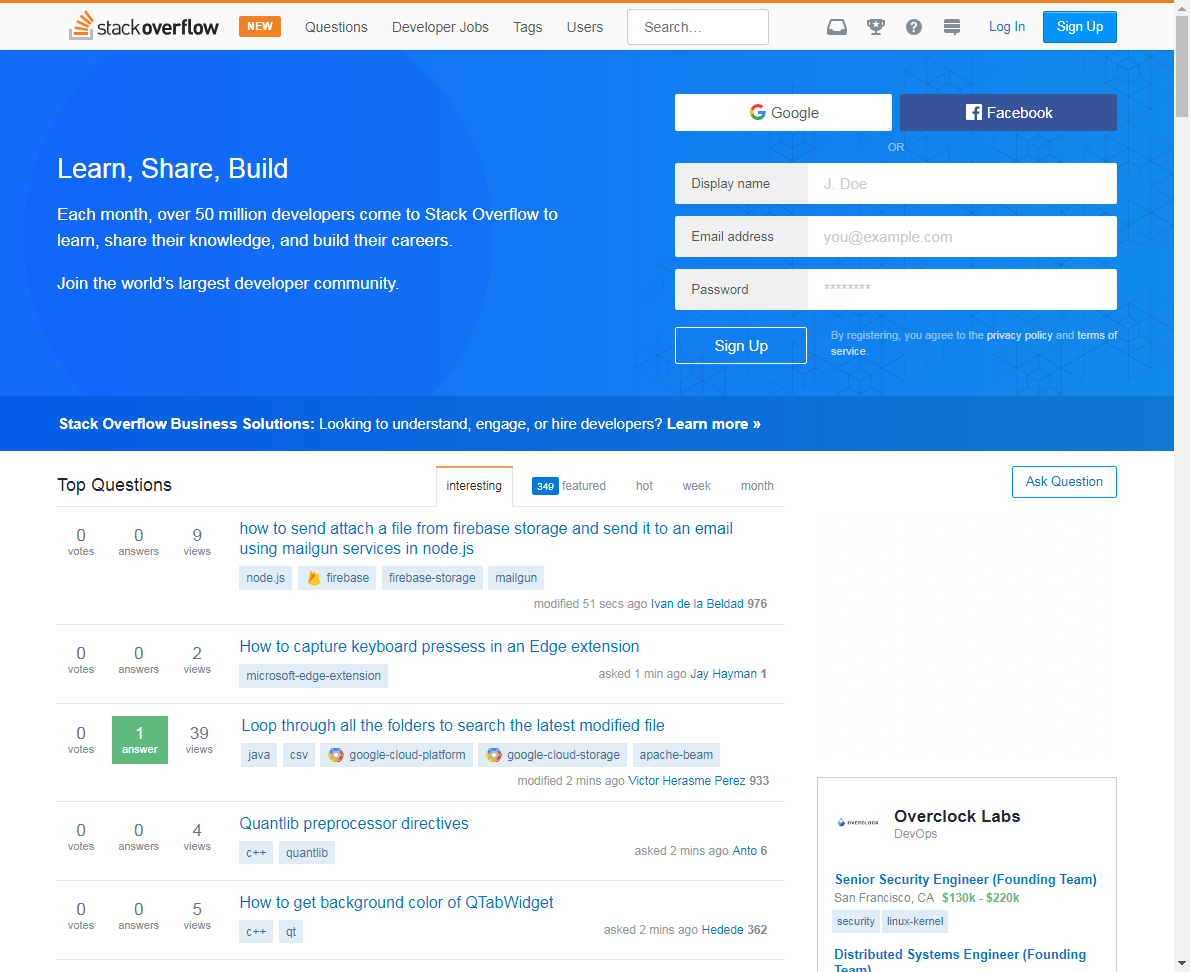 stackoverflow NEW Questions Developer Jobs Tags Users Search... Log In Sign Up
Google Facebook
OR
Learn, Share, Build
Each month, over 50 million developers come to Stack Overflow to
learn, share their knowledge, and build their careers.
Join the world’s largest developer community.
Display name J. Doe
Email address you@example.com
Password ********
Sign Up
By registering, you agree to the privacy policy and terms of
service.
Stack Overflow Business Solutions: Looking to understand, engage, or hire developers? Learn more »
Top Questions interesting 349 featured hot week month
Ask Question
0 votes 0 answers 9 views
how to send attach a file from firebase storage and send it to an email
using mailgun services in node.js
node.js firebase firebase-storage mailgun
modified 51 secs ago Ivan de la Beldad 976
0 votes 0 answers 2 views
How to capture keyboard pressess in an Edge extension
microsoft-edge-extension
asked 1 min ago Jay Hayman 1
0 votes 1 answer 39 views
Loop through all the folders to search the latest modified file
java csv google-cloud-platform google-cloud-storage apache-beam
modified 2 mins ago Victor Herasme Perez 933
0 votes 0 answers 4 views
Quantlib preprocessor directives
c++ quantlib
asked 2 mins ago Anto 6
0 votes 0 answers 5 views
How to get background color of QTabWidget
c++ qt
asked 2 mins ago Hedede 362
OVERCLOCK
Overclock Labs
DevOps
Senior Security Engineer (Founding Team)
San Francisco, CA $130k - $220k
security linux-kernel
Distributed Systems Engineer (Founding
Team)